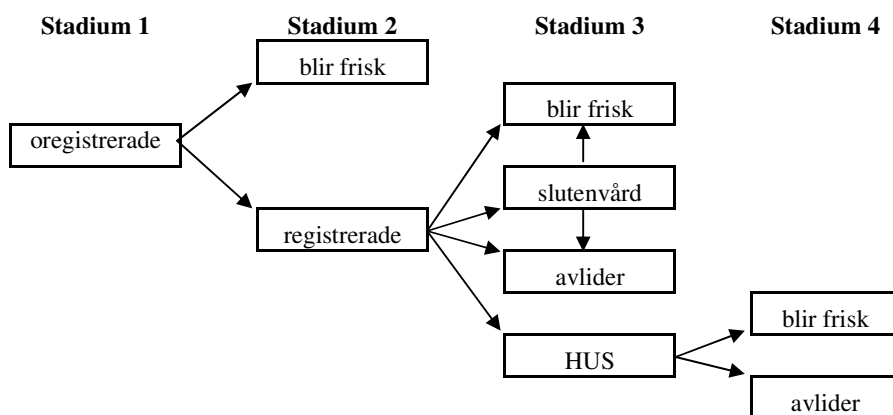 Stadium 1 Stadium 2 Stadium 3 Stadium 4
blir frisk
blir frisk
oregistrerade
slutenvård
registrerade
avlider
blir frisk
HUS
avlider